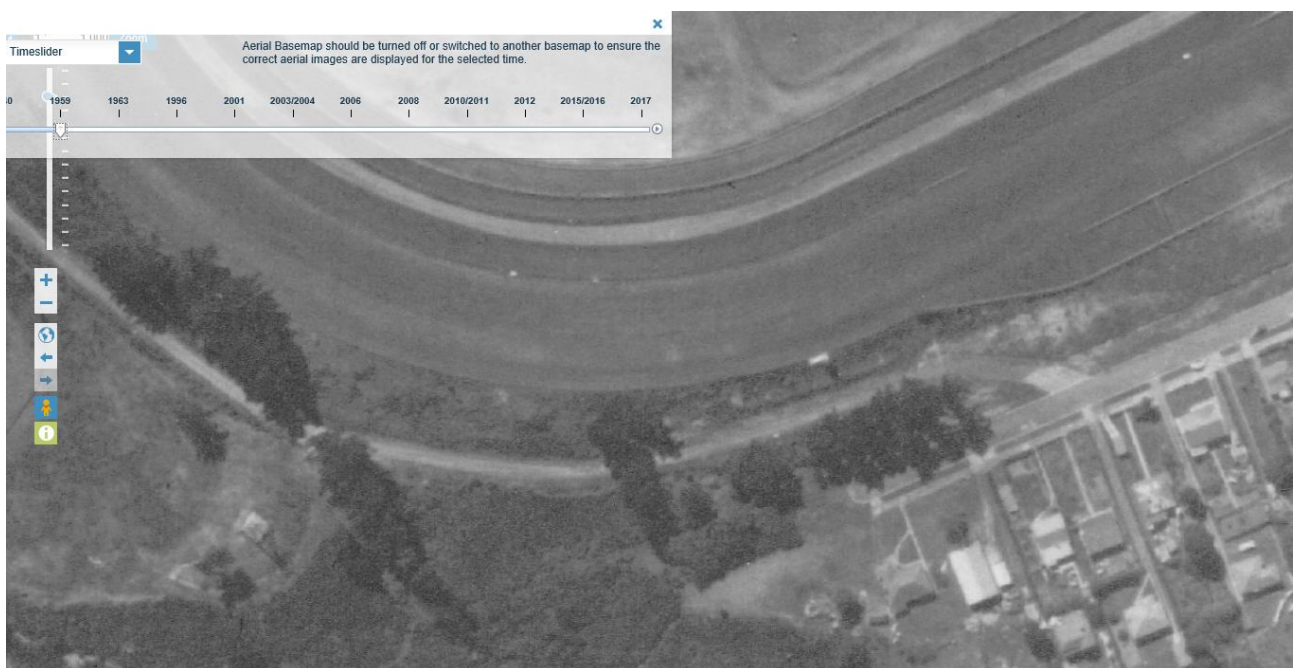 Timeslider
Aerial Basemap should be turned off or switched to another basemap to ensure the
correct aerial images are displayed for the selected time.
1959 1963 1996 2001 2003/2004 2006 2008 2010/2011 2012 2015/2016 2017